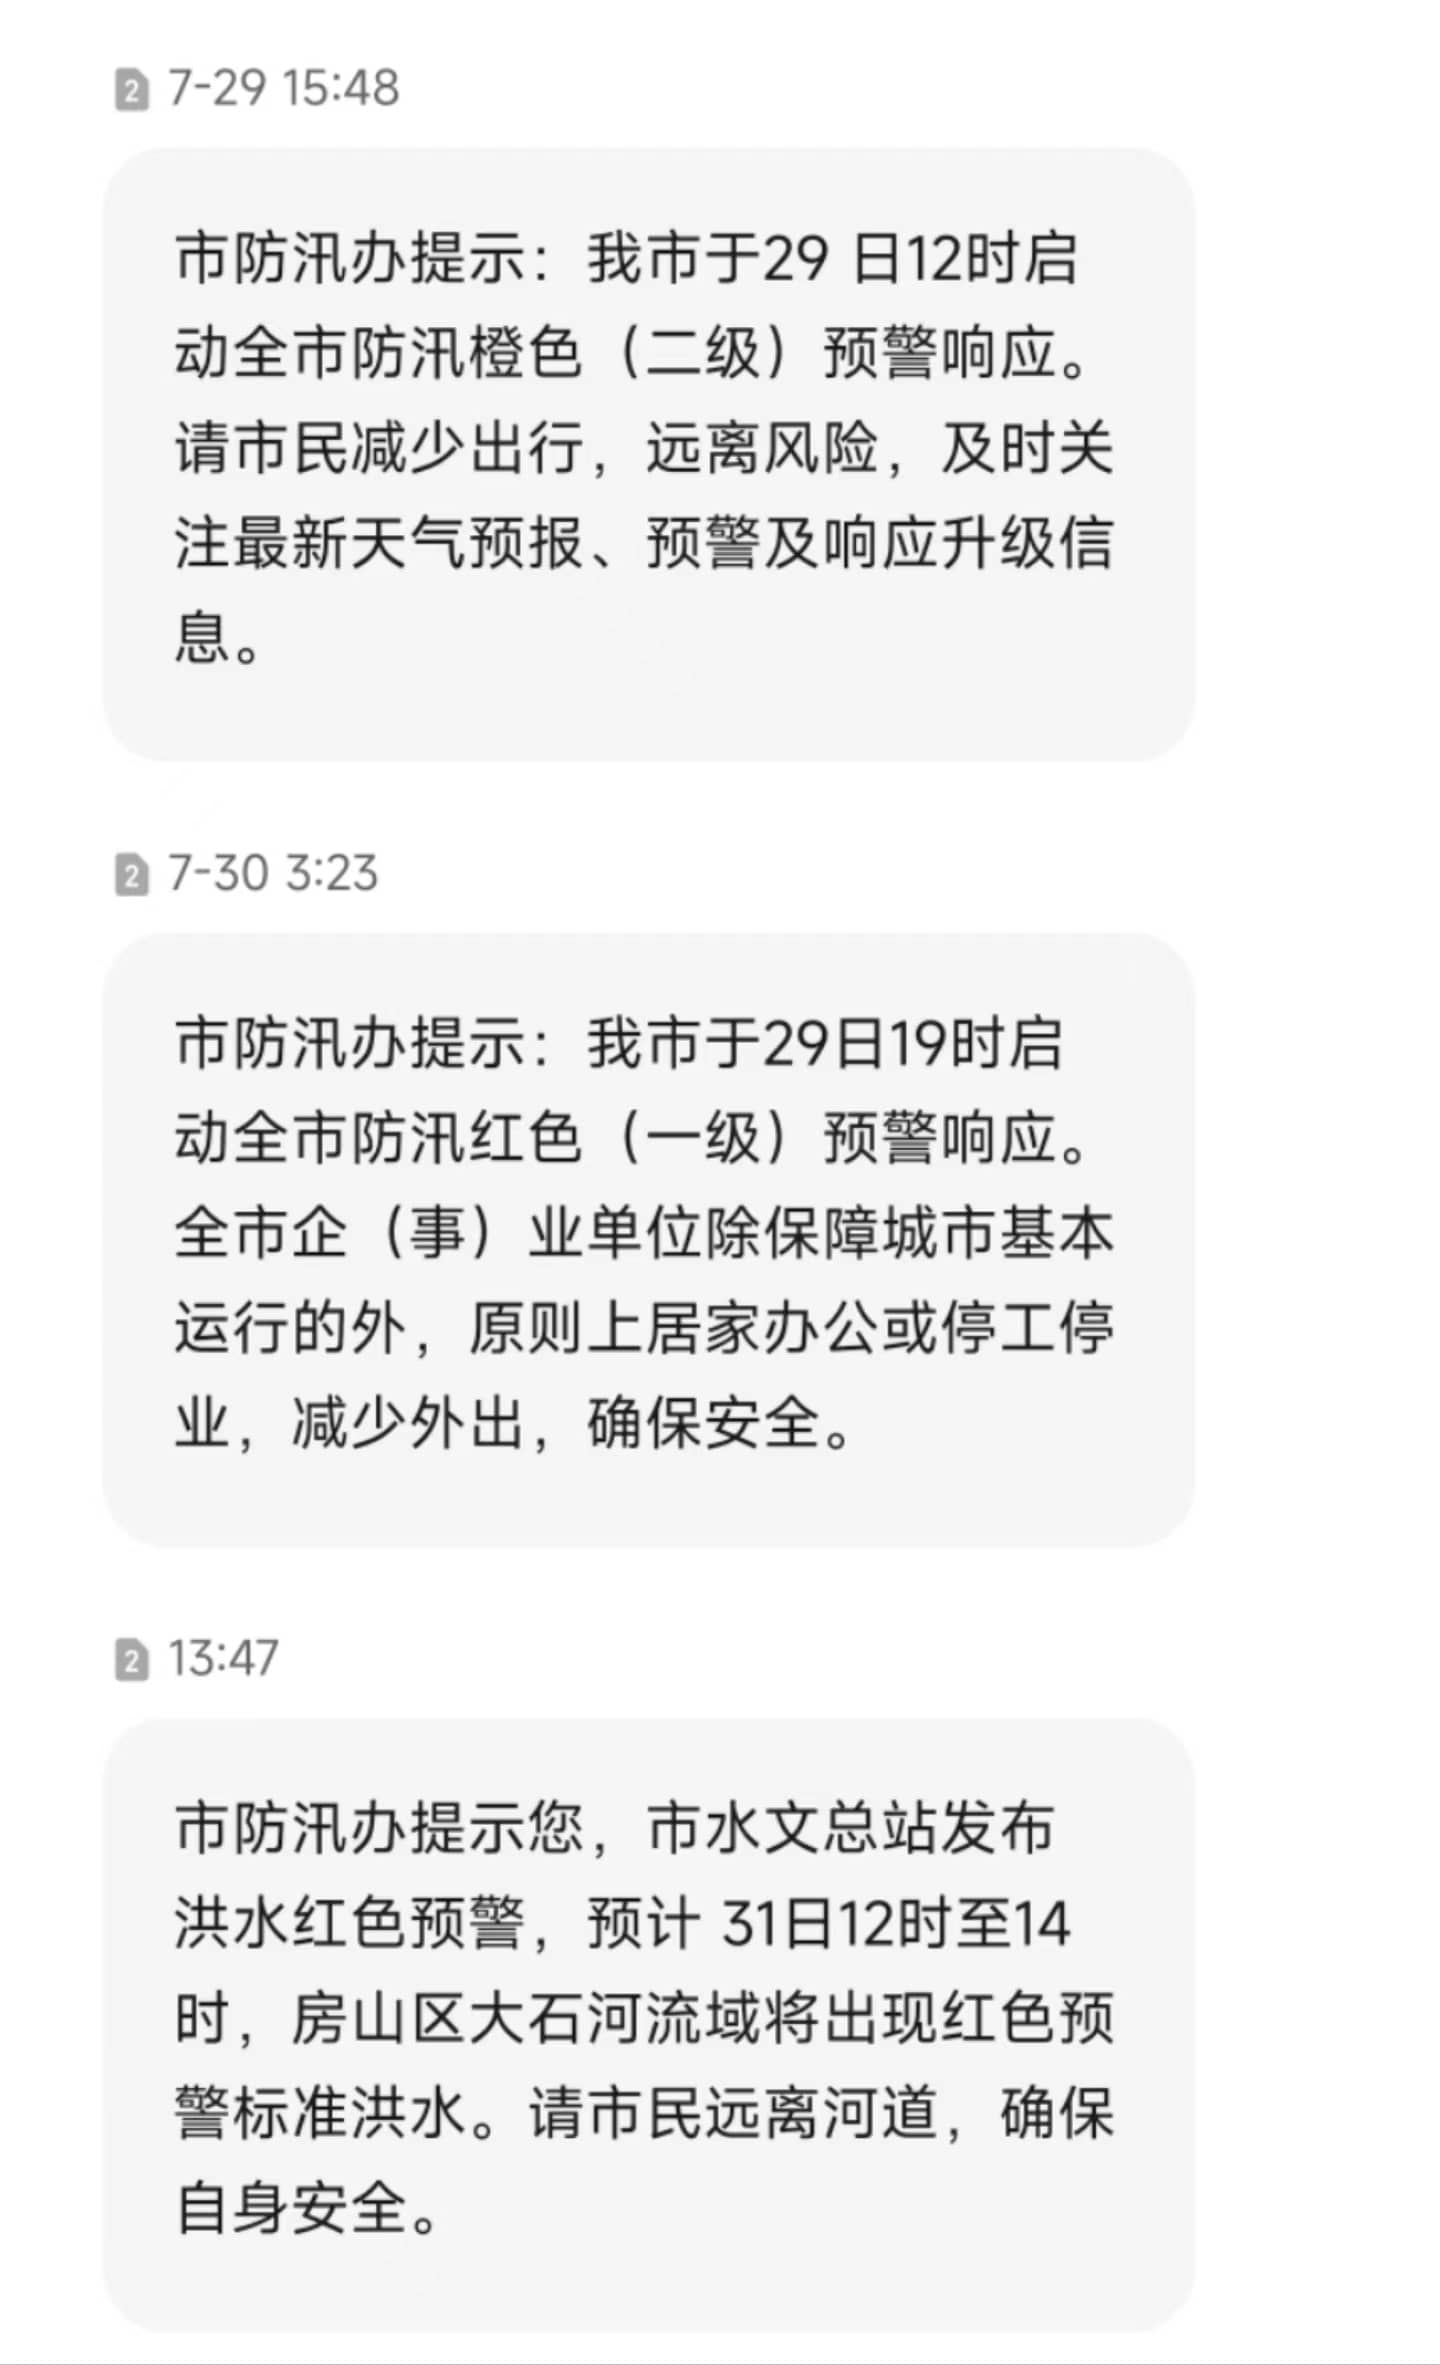 2 7-29 15:48
市防汛办提示：我市于29 日12时启
动全市防汛橙色（二级）预警响应。
请市民减少出行，远离风险，及时关
注最新天气预报、预警及响应升级信
息。
2 7-30 3:23
市防汛办提示：我市于29日19时启
动全市防汛红色（一级）预警响应。
全市企（事）业单位除保障城市基本
运行的外，原则上居家办公或停工停
业，减少外出，确保安全。
2 13:47
市防汛办提示您，市水文总站发布
洪水红色预警，预计 31日12时至14
时，房山区大石河流域将出现红色预
警标准洪水。请市民远离河道，确保
自身安全。